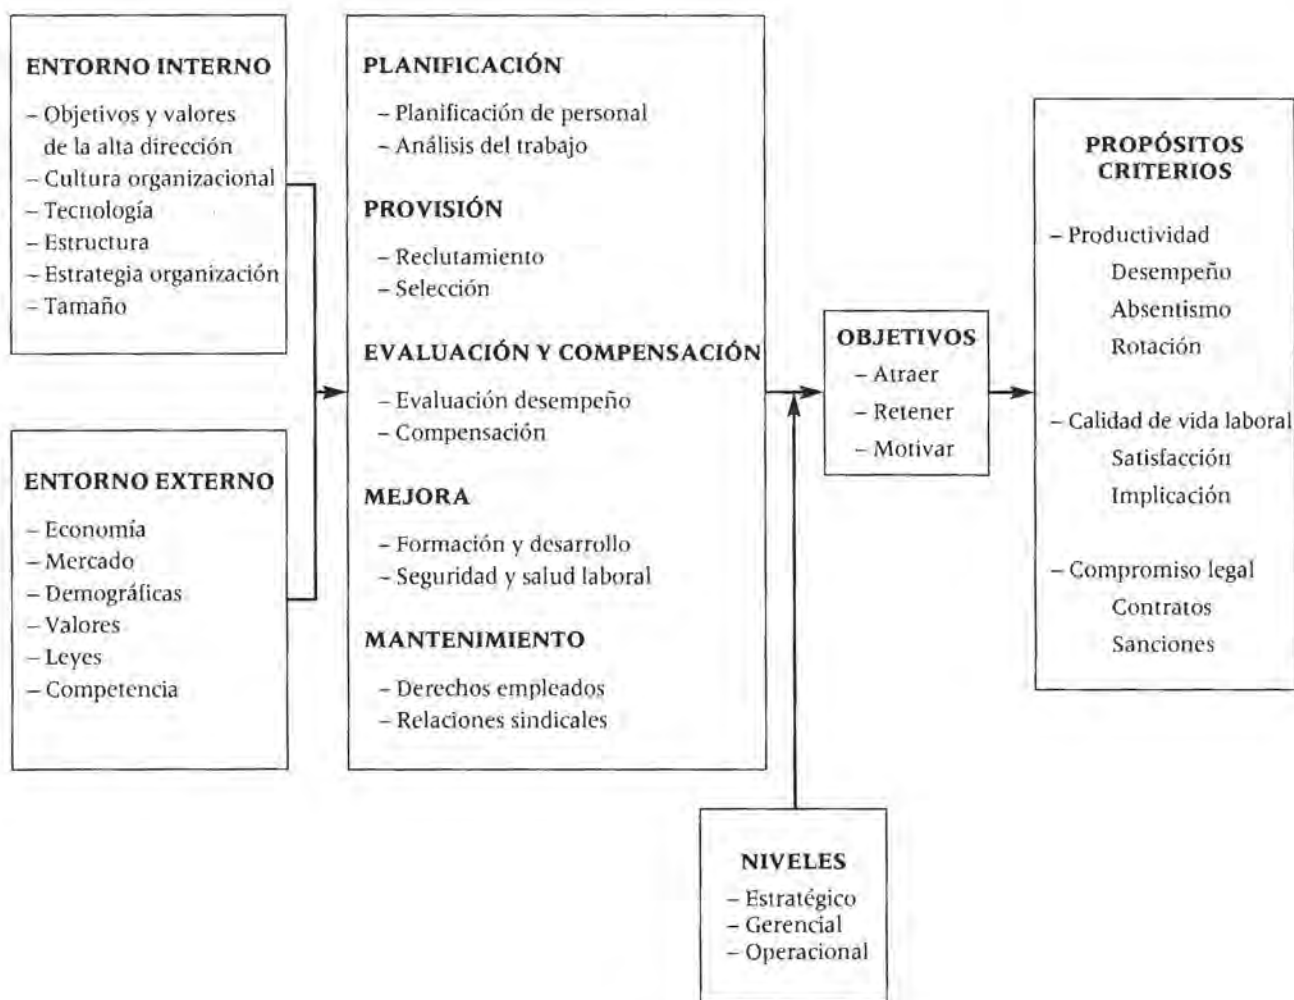 ENTORNO INTERNO
– Objetivos y valores
de la alta dirección
– Cultura organizacional
– Tecnología
– Estructura
– Estrategia organización
– Tamaño
ENTORNO EXTERNO
– Economía
– Mercado
– Demográficas
– Valores
– Leyes
– Competencia
PLANIFICACIÓN
– Planificación de personal
– Análisis del trabajo
PROVISIÓN
– Reclutamiento
– Selección
EVALUACIÓN Y COMPENSACIÓN
– Evaluación desempeño
– Compensación
MEJORA
– Formación y desarrollo
– Seguridad y salud laboral
MANTENIMIENTO
– Derechos empleados
– Relaciones sindicales
NIVELES
– Estratégico
– Gerencial
– Operacional
OBJETIVOS
– Atraer
– Retener
– Motivar
PROPÓSITOS
CRITERIOS
– Productividad
Desempeño
Absentismo
Rotación
– Calidad de vida laboral
Satisfacción
Implicación
– Compromiso legal
Contratos
Sanciones